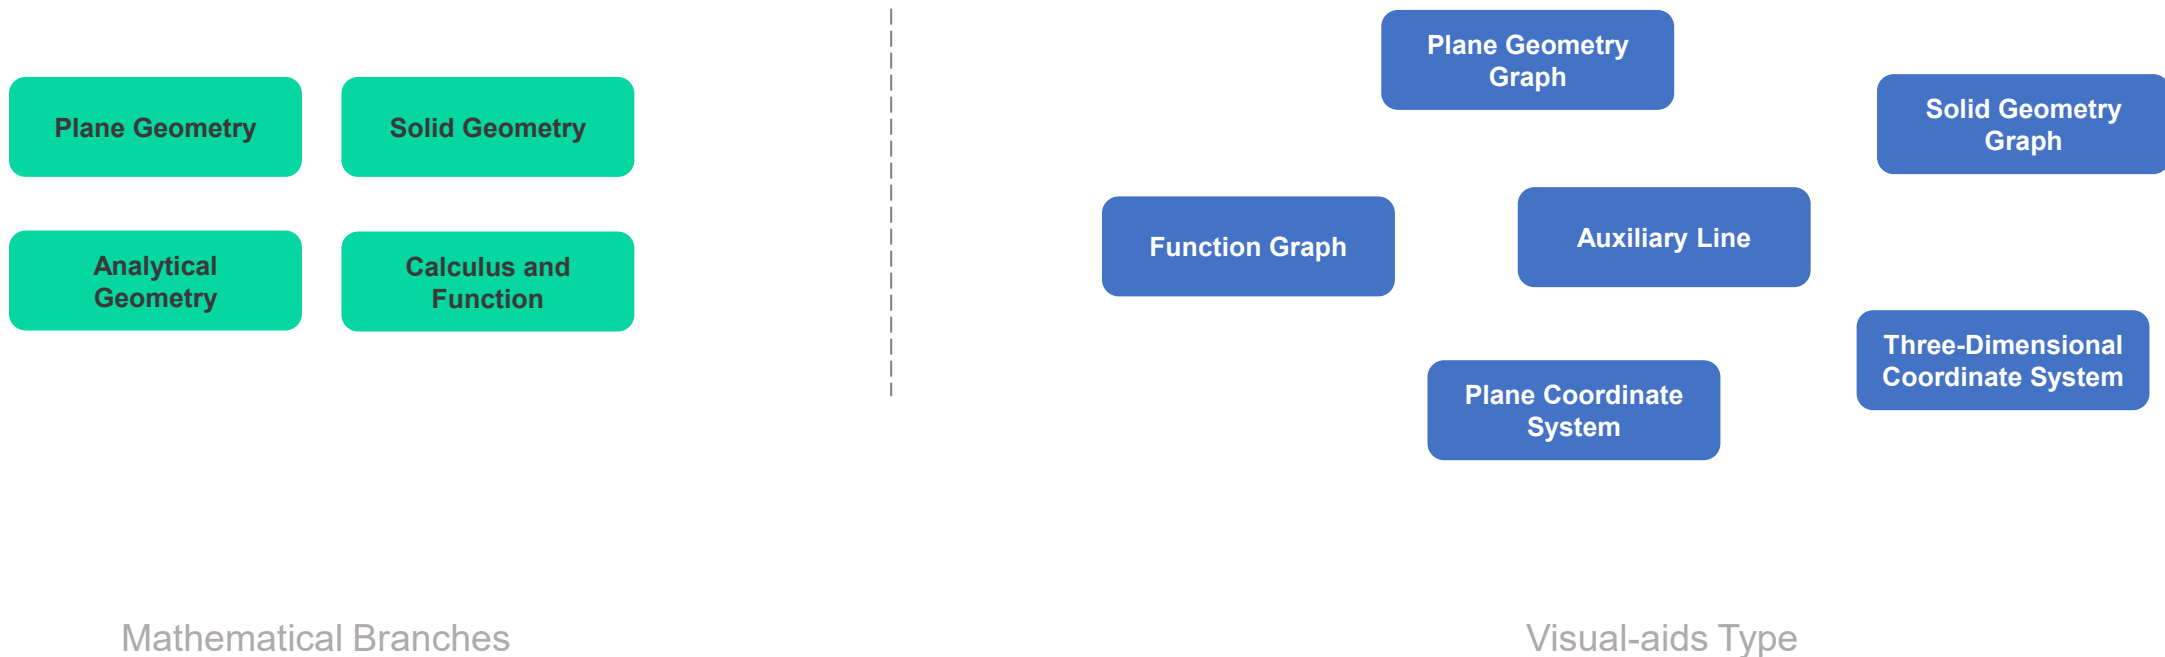 Plane Geometry
Solid Geometry
Analytical
Geometry
Calculus and
Function
Mathematical Branches
Plane Geometry
Graph
Solid Geometry
Graph
Function Graph
Auxiliary Line
Three-Dimensional
Coordinate System
Plane Coordinate
System
Visual-aids Type